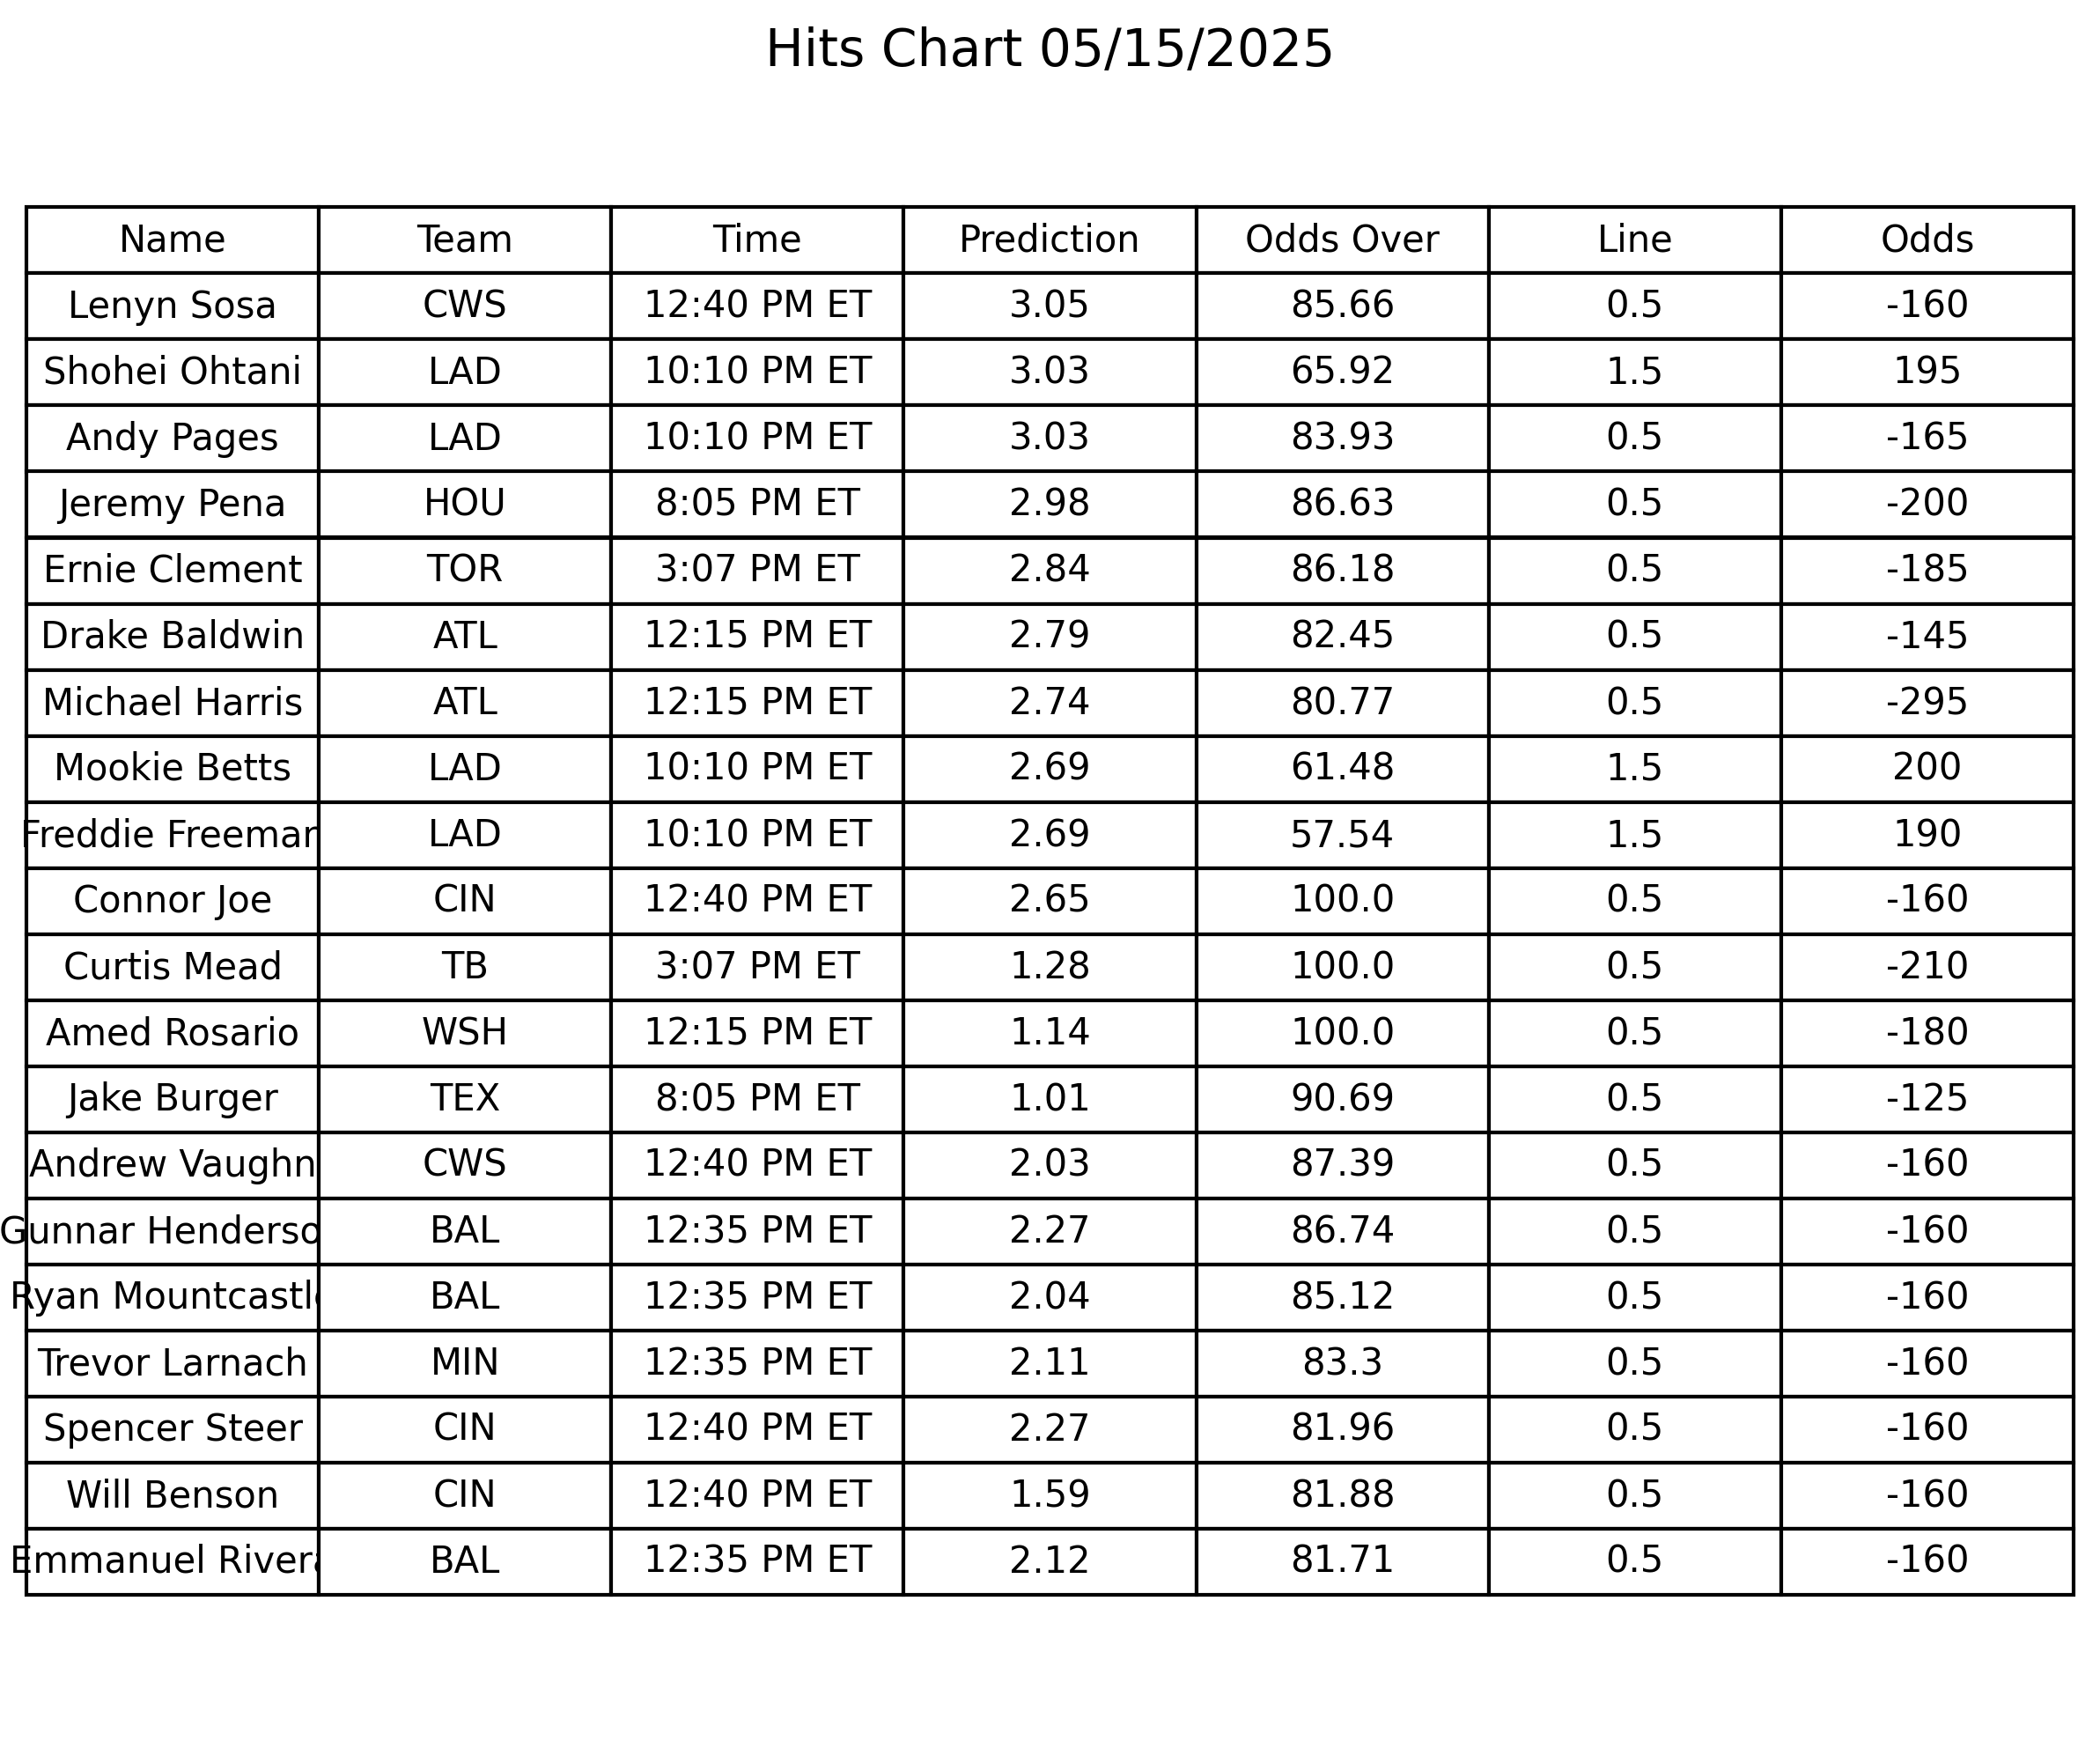 Hits Chart 05/15/2025
Name Team Time Prediction Odds Over Line Odds
Lenyn Sosa CWS 12:40 PM ET 3.05 85.66 0.5 -160
Shohei Ohtani LAD 10:10 PM ET 3.03 65.92 1.5 195
Andy Pages LAD 10:10 PM ET 3.03 83.93 0.5 -165
Jeremy Pena HOU 8:05 PM ET 2.98 86.63 0.5 -200
Ernie Clement TOR 3:07 PM ET 2.84 86.18 0.5 -185
Drake Baldwin ATL 12:15 PM ET 2.79 82.45 0.5 -145
Michael Harris ATL 12:15 PM ET 2.74 80.77 0.5 -295
Mookie Betts LAD 10:10 PM ET 2.69 61.48 1.5 200
Freddie Freeman LAD 10:10 PM ET 2.69 57.54 1.5 190
Connor Joe CIN 12:40 PM ET 2.65 100.0 0.5 -160
Curtis Mead TB 3:07 PM ET 1.28 100.0 0.5 -210
Amed Rosario WSH 12:15 PM ET 1.14 100.0 0.5 -180
Jake Burger TEX 8:05 PM ET 1.01 90.69 0.5 -125
Andrew Vaughn CWS 12:40 PM ET 2.03 87.39 0.5 -160
Gunnar Henderso BAL 12:35 PM ET 2.27 86.74 0.5 -160
Ryan Mountcastle BAL 12:35 PM ET 2.04 85.12 0.5 -160
Trevor Larnach MIN 12:35 PM ET 2.11 83.3 0.5 -160
Spencer Steer CIN 12:40 PM ET 2.27 81.96 0.5 -160
Will Benson CIN 12:40 PM ET 1.59 81.88 0.5 -160
Emmanuel Rivera BAL 12:35 PM ET 2.12 81.71 0.5 -160